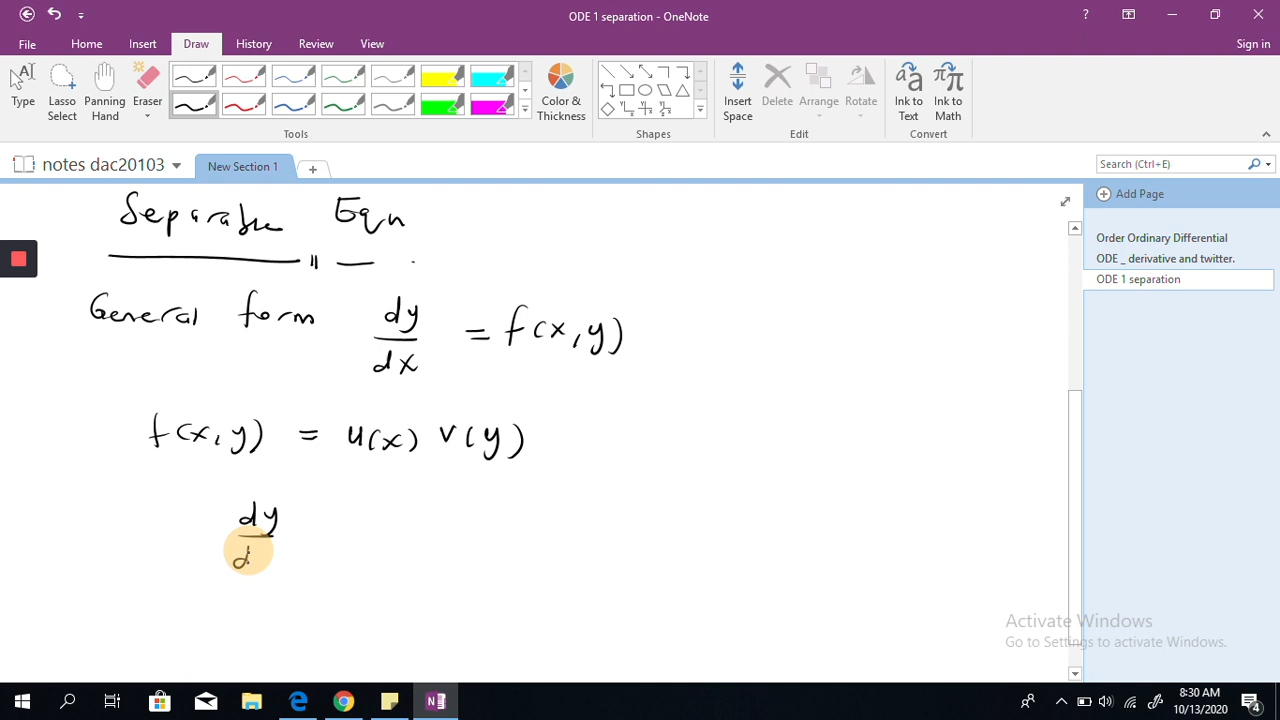 ODE 1 separation - OneNote
?
File Home Insert Draw History Review View Sign in
Type
Lasso Select
Panning Hand
Eraser
Color & Thickness
Insert Space
Delete
Arrange
Rotate
Ink to Text
Ink to Math
Tools
Shapes
Edit
Convert
notes dac20103
New Section 1
+
Search (Ctrl+E)
Add Page
Order Ordinary Differential
ODE _ derivative and twitter.
ODE 1 separation
Separable Eqn
General form dy/dx = f(x,y)
f(x,y) = u(x) v(y)
dy
d
Activate Windows
Go to Settings to activate Windows.
8:30 AM
10/13/2020
4